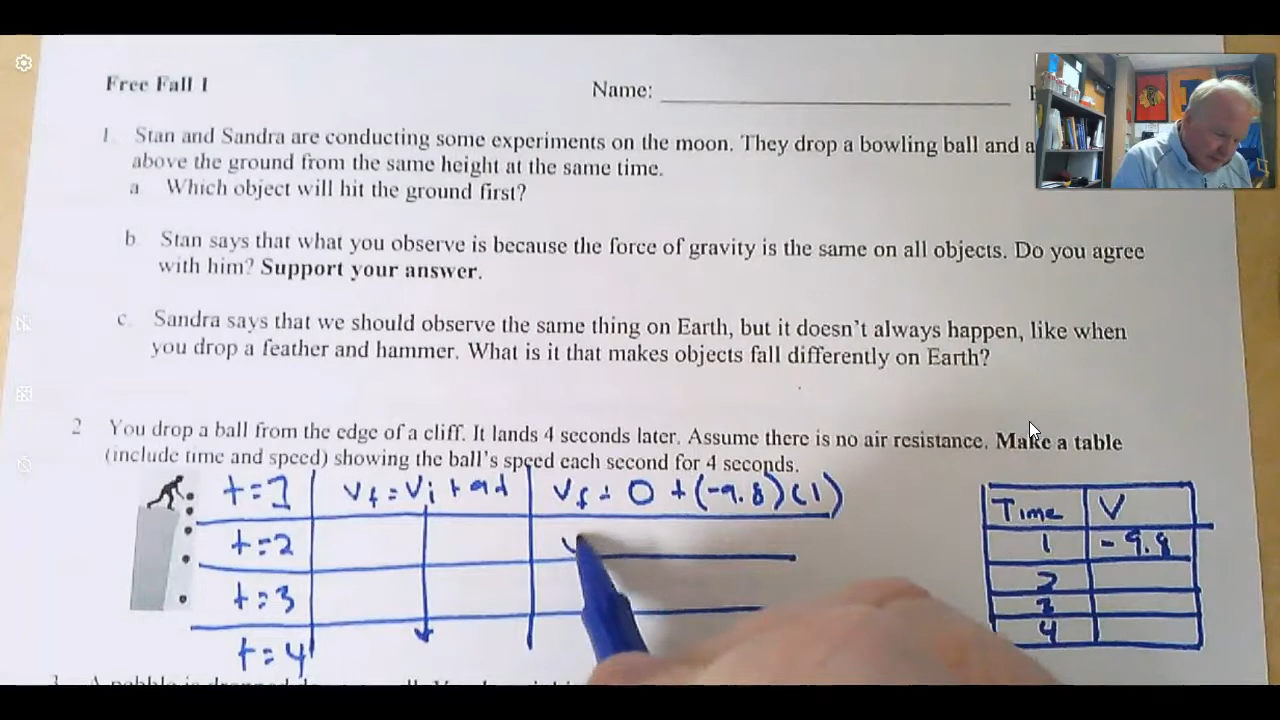 Free Fall 1
Name:
1. Stan and Sandra are conducting some experiments on the moon. They drop a bowling ball and a
above the ground from the same height at the same time.
a Which object will hit the ground first?
b. Stan says that what you observe is because the force of gravity is the same on all objects. Do you agree
with him? Support your answer.
c. Sandra says that we should observe the same thing on Earth, but it doesn't always happen, like when
you drop a feather and hammer. What is it that makes objects fall differently on Earth?
2 You drop a ball from the edge of a cliff. It lands 4 seconds later. Assume there is no air resistance. Make a table
(include time and speed) showing the ball's speed each second for 4 seconds.
t=1 Vf = Vi + at Vf = 0 + (-9.8)(1)
t=2
t=3
t=4
Time V
1 -9.8
2
3
4
3. A pebble is dropped down